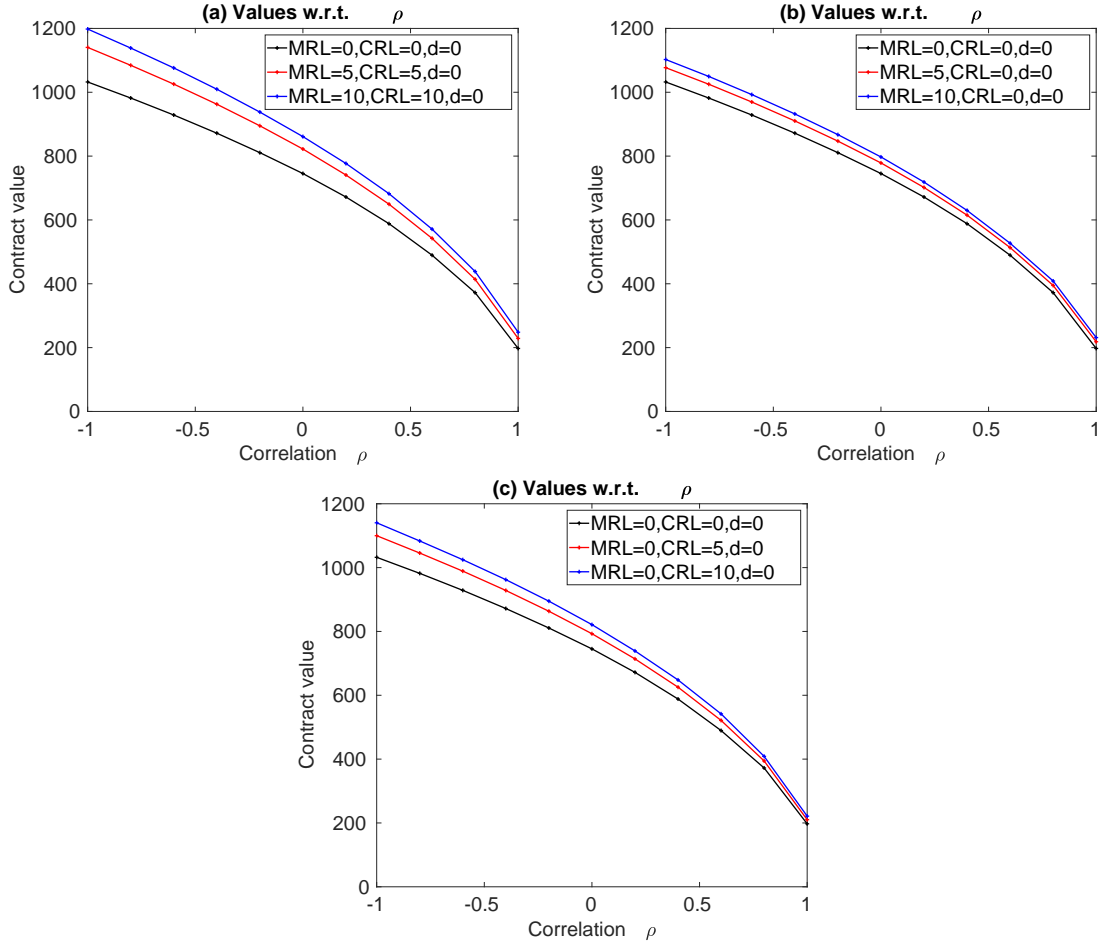 (a) Values w.r.t. ρ
1200
1000
800
600
400
200
0
Contract value
MRL=0,CRL=0,d=0
MRL=5,CRL=5,d=0
MRL=10,CRL=10,d=0
-1 -0.5 0 0.5 1
Correlation ρ
(b) Values w.r.t. ρ
1200
1000
800
600
400
200
0
Contract value
MRL=0,CRL=0,d=0
MRL=5,CRL=0,d=0
MRL=10,CRL=0,d=0
-1 -0.5 0 0.5 1
Correlation ρ
(c) Values w.r.t. ρ
1200
1000
800
600
400
200
0
Contract value
MRL=0,CRL=0,d=0
MRL=0,CRL=5,d=0
MRL=0,CRL=10,d=0
-1 -0.5 0 0.5 1
Correlation ρ